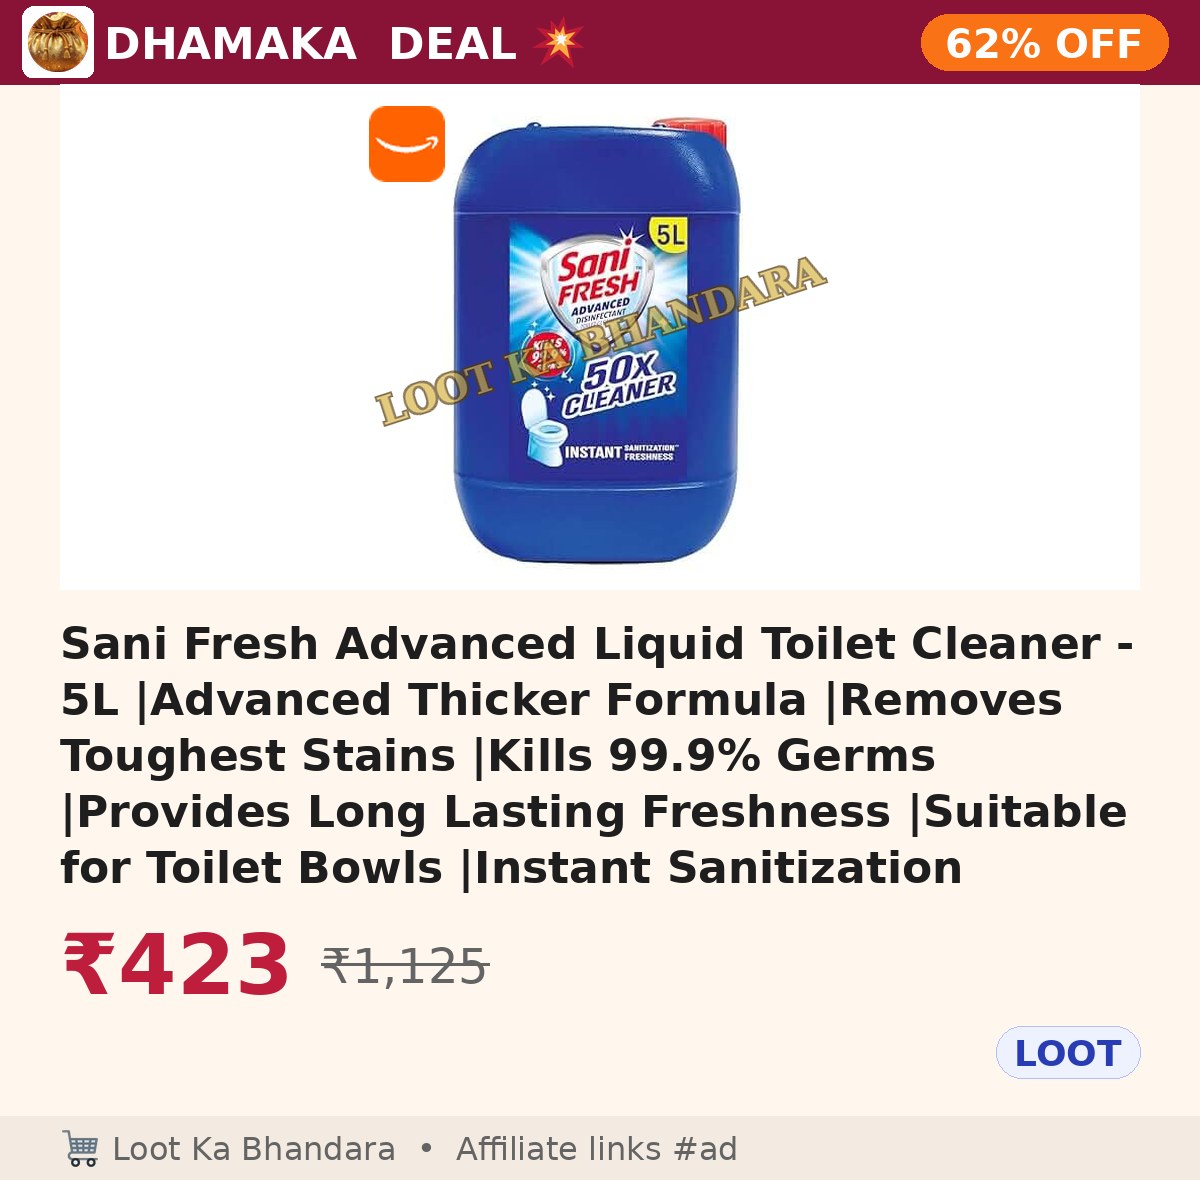 DHAMAKA DEAL 💥
62% OFF
5L
Sani
FRESH
ADVANCED
DISINFECTANT
KILLS
50X
CLEANER
INSTANT SANITIZATION
FRESHNESS
LOOT KA BHANDARA
Sani Fresh Advanced Liquid Toilet Cleaner -
5L |Advanced Thicker Formula |Removes
Toughest Stains |Kills 99.9% Germs
|Provides Long Lasting Freshness |Suitable
for Toilet Bowls |Instant Sanitization
₹423 ₹1,125
LOOT
Loot Ka Bhandara • Affiliate links #ad